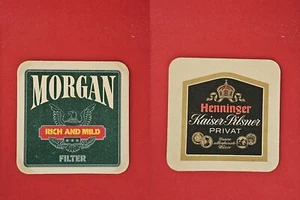 MORGAN
RICH AND MILD
FILTER
Henninger
Kaiser Pilsner
PRIVAT